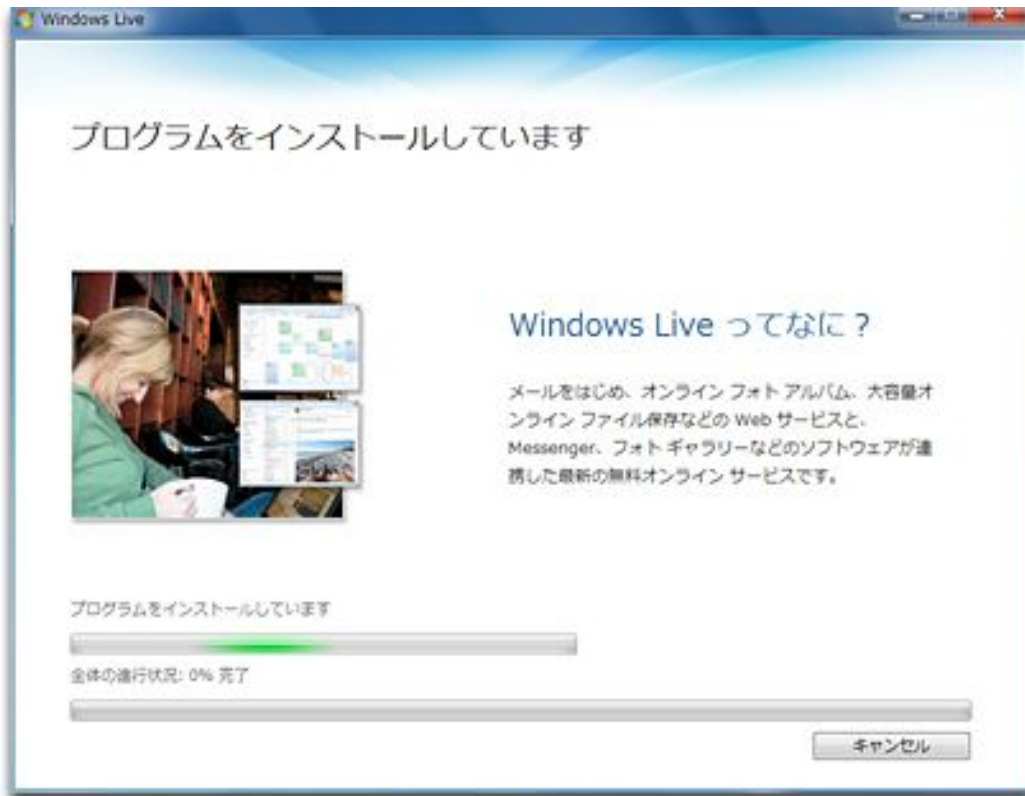 Windows Live
プログラムをインストールしています
Windows Live ってなに？
メールをはじめ、オンライン フォト アルバム、大容量オ
ンライン ファイル保存などの Web サービスと、
Messenger、フォト ギャラリーなどのソフトウェアが連
携した最新の無料オンライン サービスです。
プログラムをインストールしています
全体の進行状況: 0% 完了
キャンセル